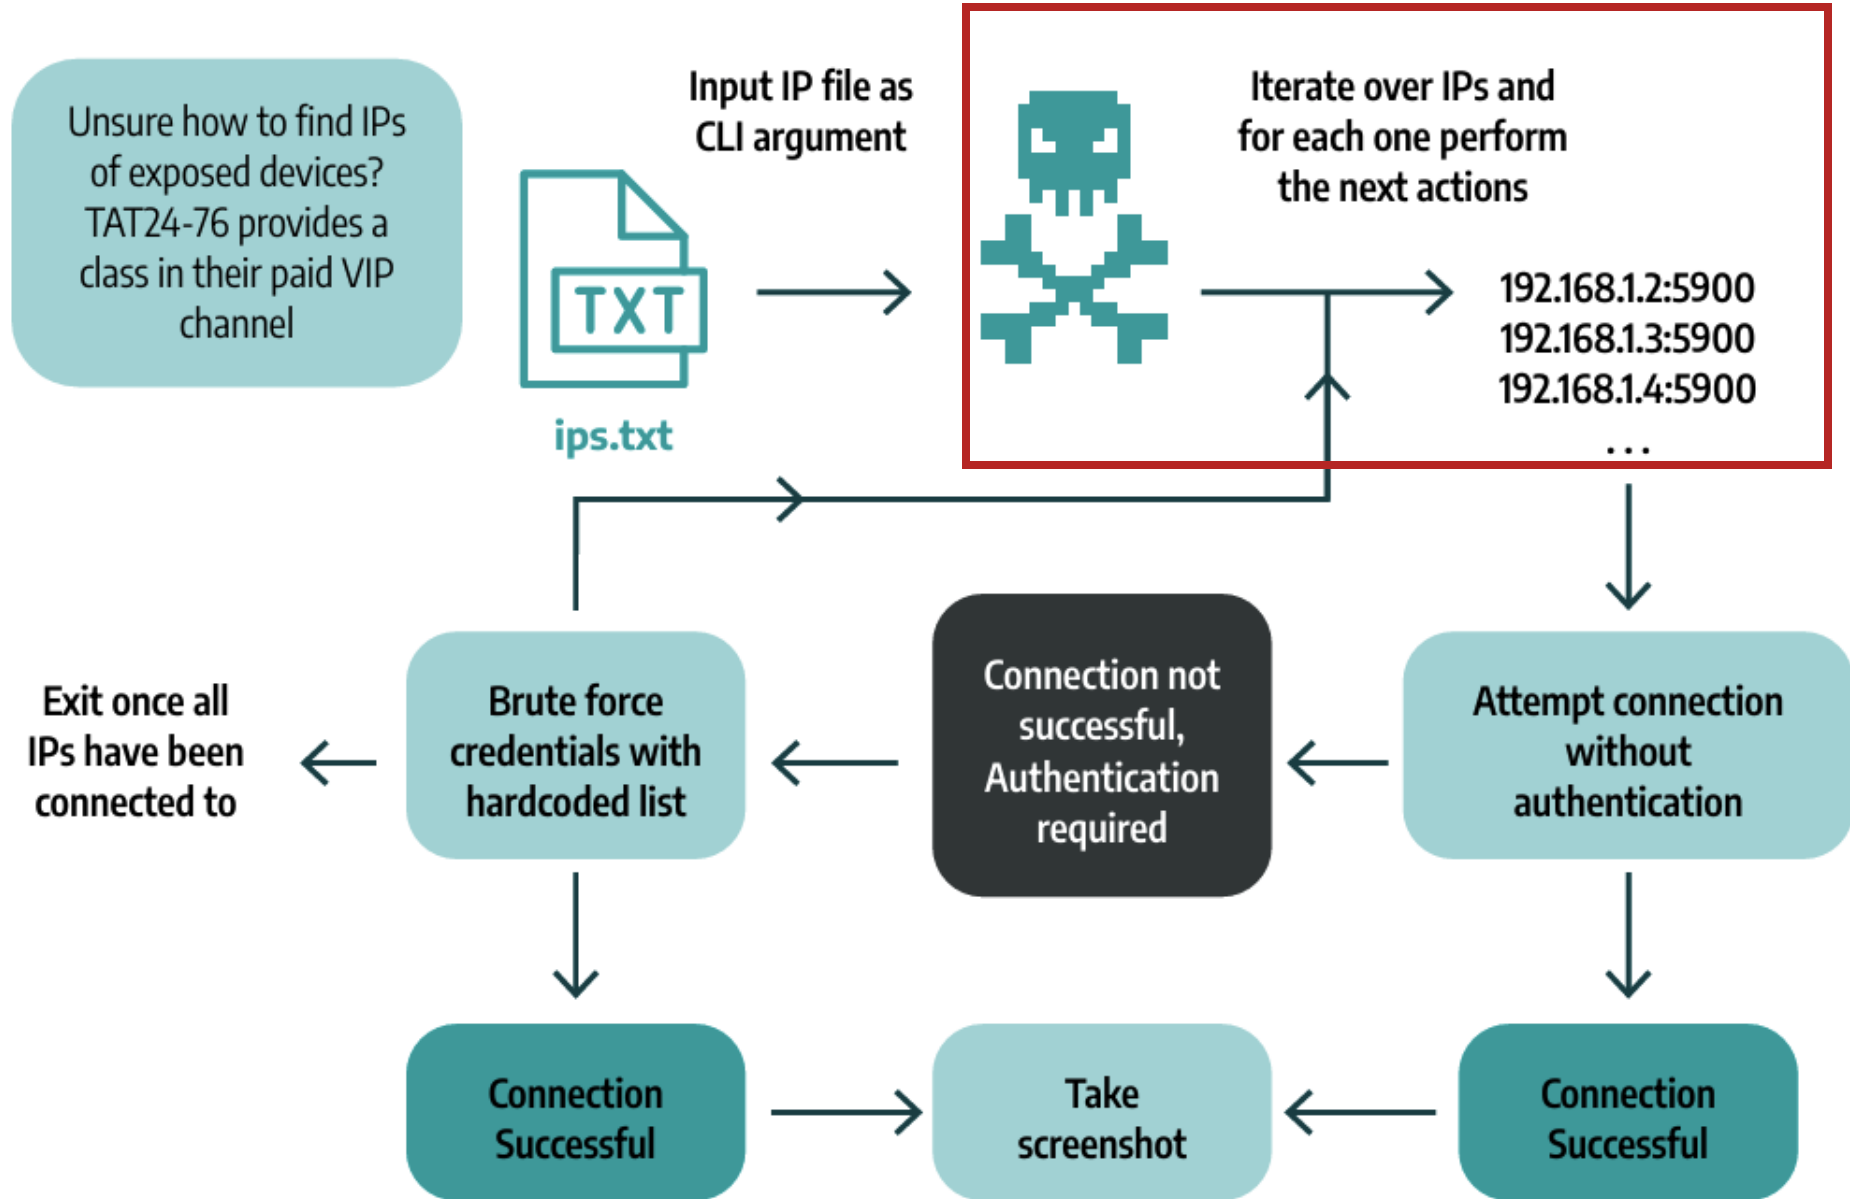 Unsure how to find IPs
of exposed devices?
TAT24-76 provides a
class in their paid VIP
channel
TXT
ips.txt
Input IP file as
CLI argument
Iterate over IPs and
for each one perform
the next actions
192.168.1.2:5900
192.168.1.3:5900
192.168.1.4:5900
...
Attempt connection
without
authentication
Connection not
successful,
Authentication
required
Brute force
credentials with
hardcoded list
Exit once all
IPs have been
connected to
Connection
Successful
Take
screenshot
Connection
Successful